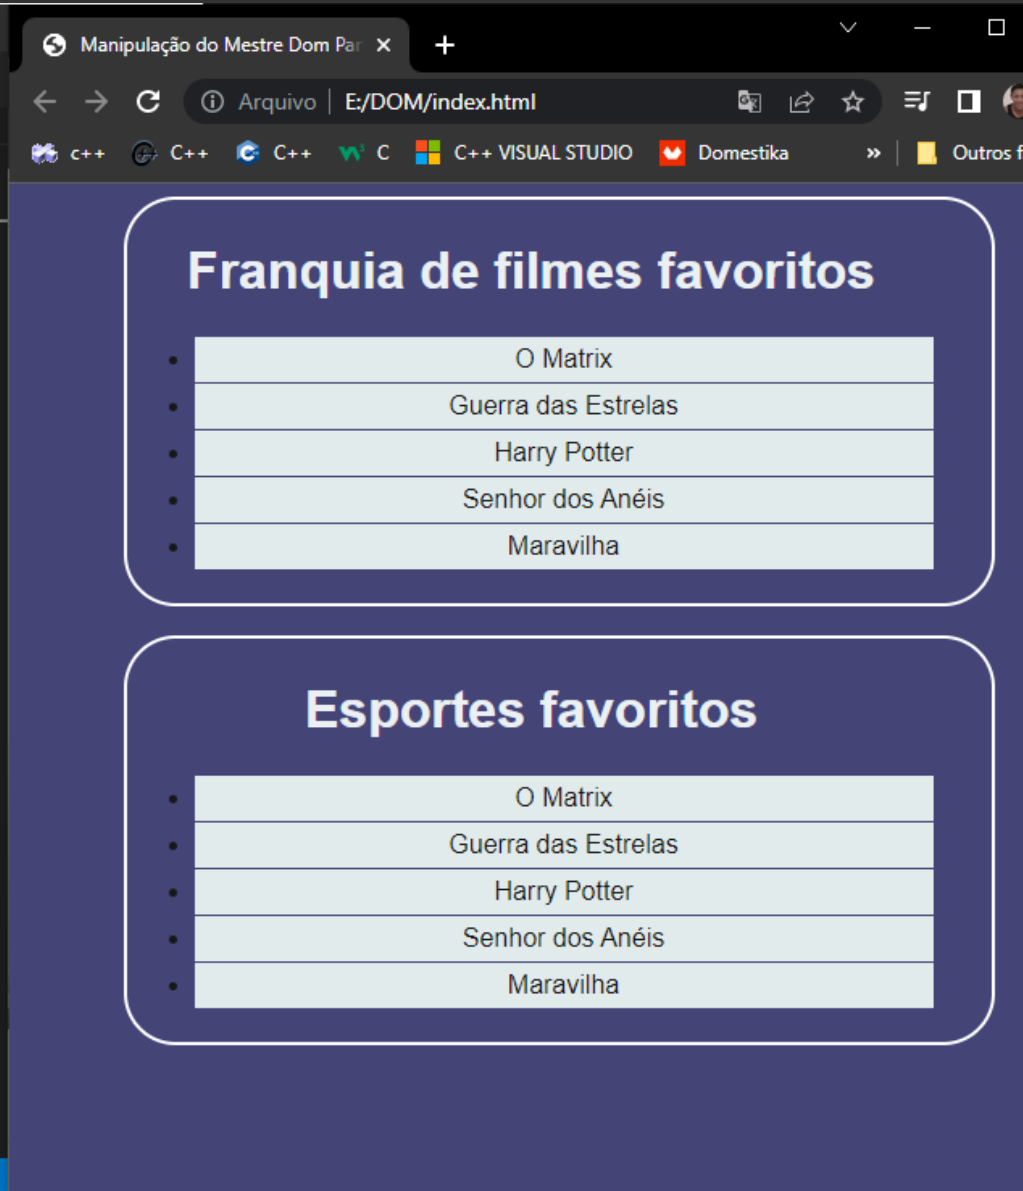 Manipulação do Mestre Dom Par
Arquivo | E:/DOM/index.html
c++ C++ C++ C C++ VISUAL STUDIO Domestika » Outros f
Franquia de filmes favoritos
O Matrix
Guerra das Estrelas
Harry Potter
Senhor dos Anéis
Maravilha
Esportes favoritos
O Matrix
Guerra das Estrelas
Harry Potter
Senhor dos Anéis
Maravilha